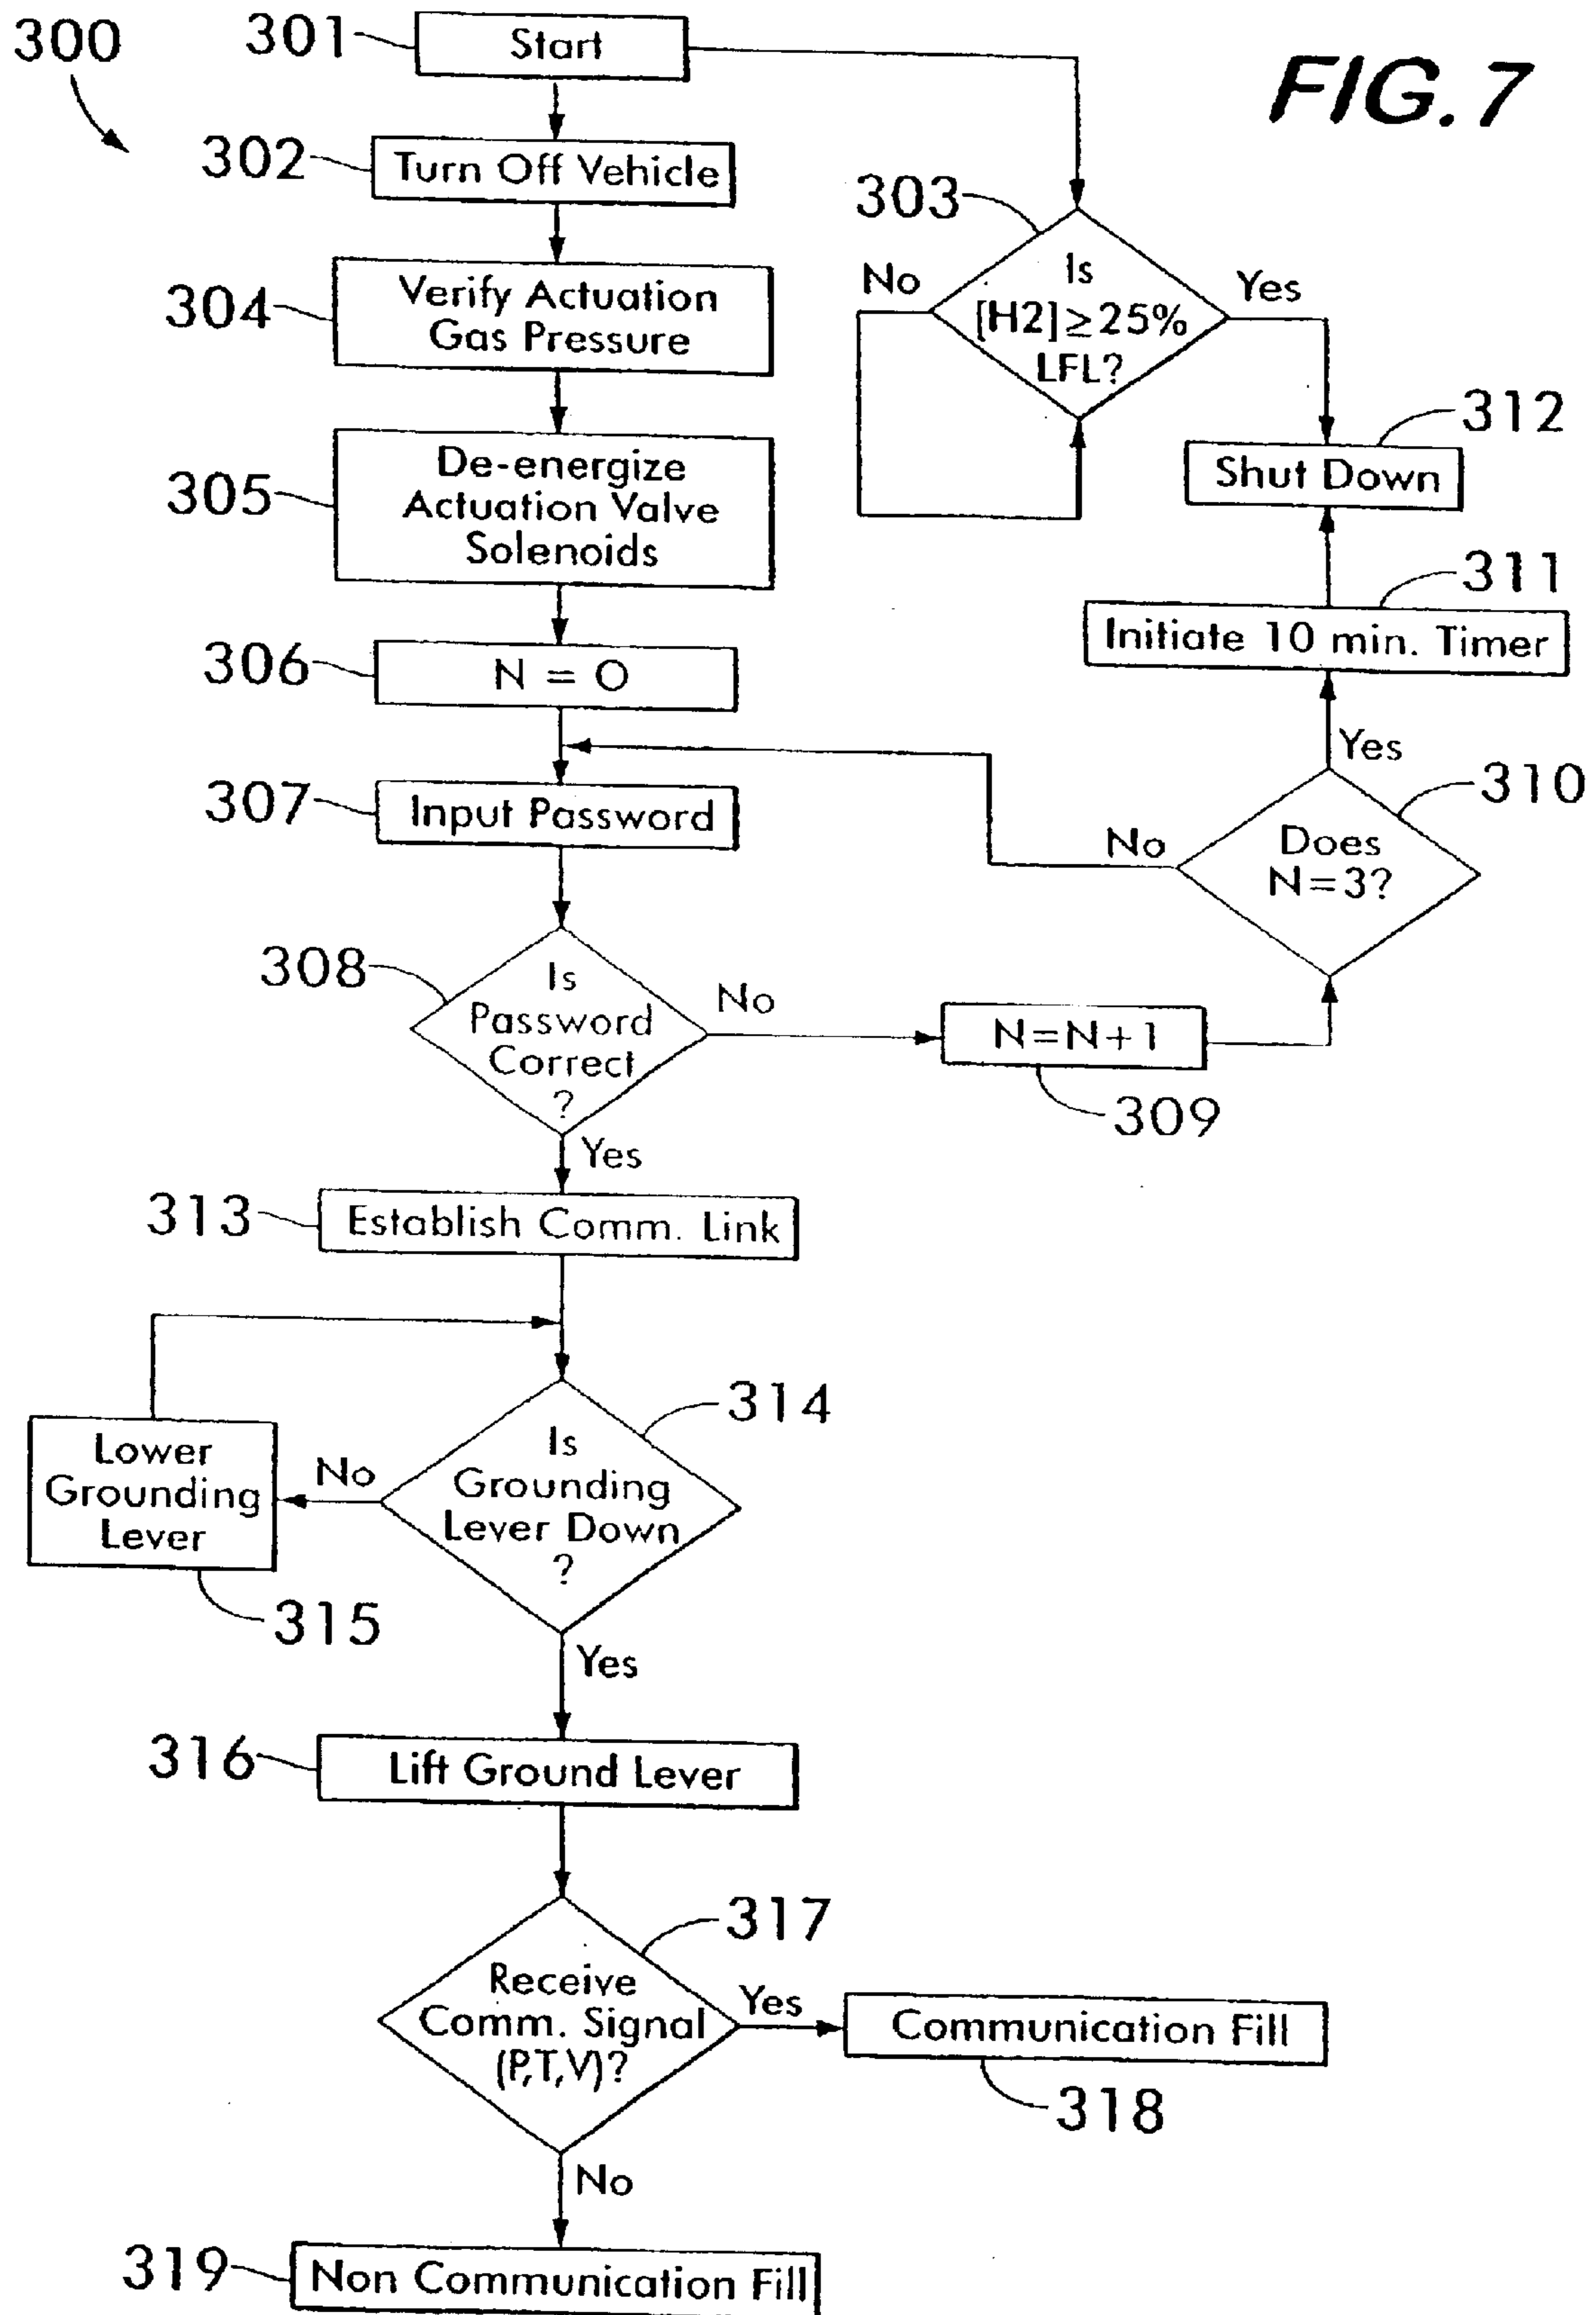 FIG. 7
300
301
Start
302
Turn Off Vehicle
303
Is
[H2]≥25%
LFL?
No
Yes
304
Verify Actuation
Gas Pressure
312
Shut Down
305
De-energize
Actuation Valve
Solenoids
311
Initiate 10 min. Timer
306
N = O
Yes
307
Input Password
310
Does
N=3?
No
308
Is
Password
Correct
?
No
N=N+1
309
Yes
313
Establish Comm. Link
314
Is
Grounding
Lever Down
?
No
Lower
Grounding
Lever
315
Yes
316
Lift Ground Lever
317
Receive
Comm. Signal
(P,T,V)?
Yes
Communication Fill
318
No
319
Non Communication Fill